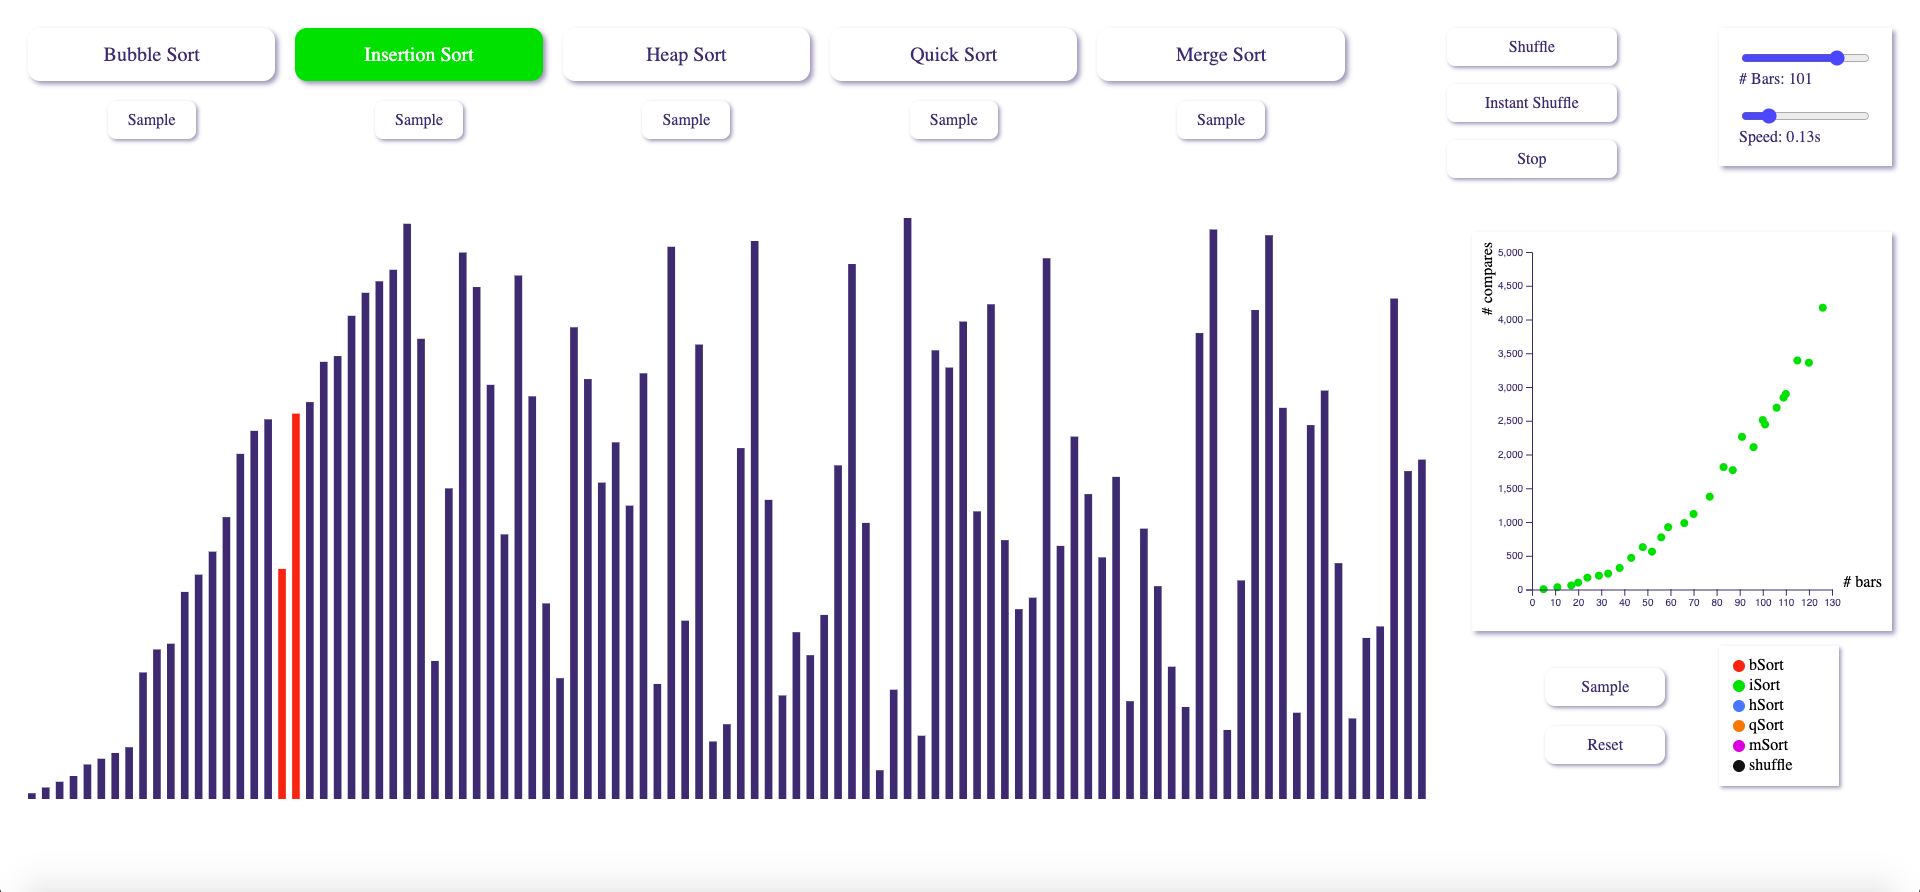 Bubble Sort
Insertion Sort
Heap Sort
Quick Sort
Merge Sort
Sample
Sample
Sample
Sample
Sample
Shuffle
Instant Shuffle
Stop
# Bars: 101
Speed: 0.13s
# compares
5,000
4,500
4,000
3,500
3,000
2,500
2,000
1,500
1,000
500
0
0 10 20 30 40 50 60 70 80 90 100 110 120 130
# bars
Sample
Reset
bSort
iSort
hSort
qSort
mSort
shuffle